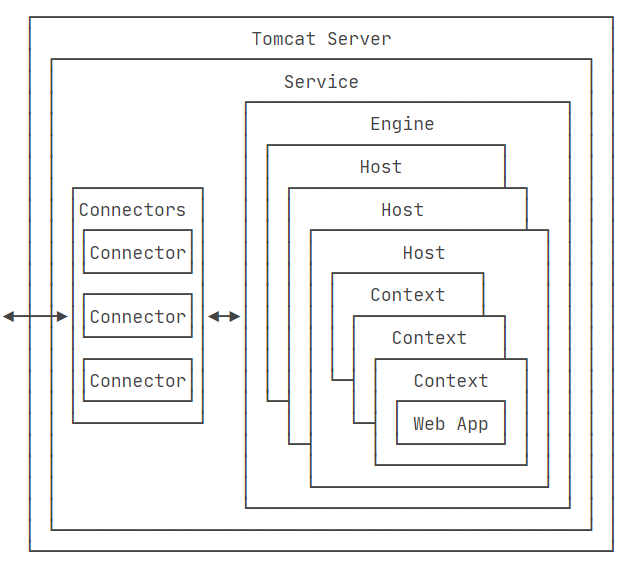 Tomcat Server
Service
Engine
Host
Connectors
Host
Connector
Host
Context
Connector
Context
Connector
Context
Web App